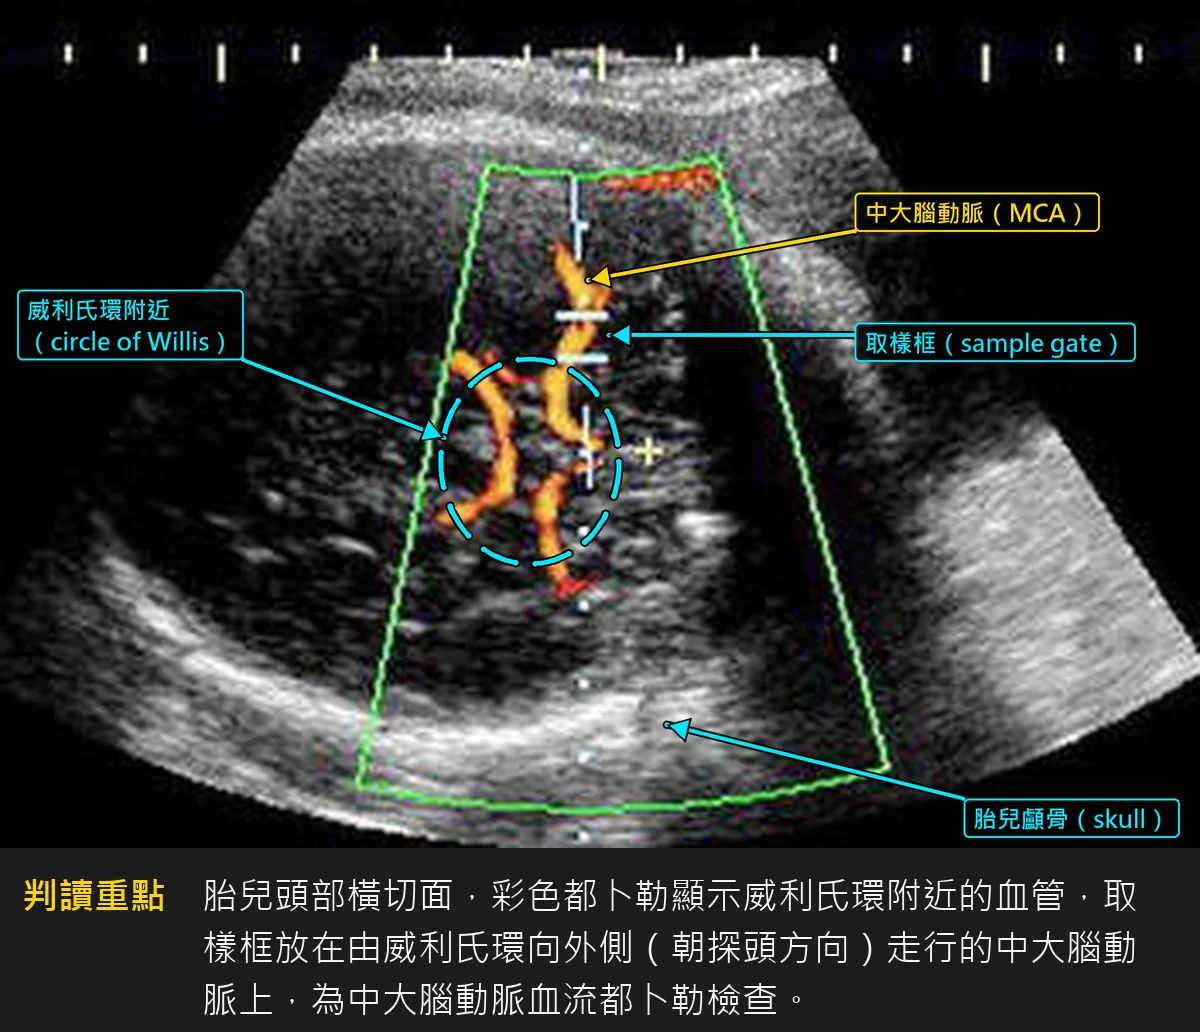 中大腦動脈（MCA）
威利氏環附近
（circle of Willis）
取樣框（sample gate）
胎兒顱骨（skull）
判讀重點
胎兒頭部橫切面，彩色都卜勒顯示威利氏環附近的血管，取
樣框放在由威利氏環向外側（朝探頭方向）走行的中大腦動
脈上，為中大腦動脈血流都卜勒檢查。